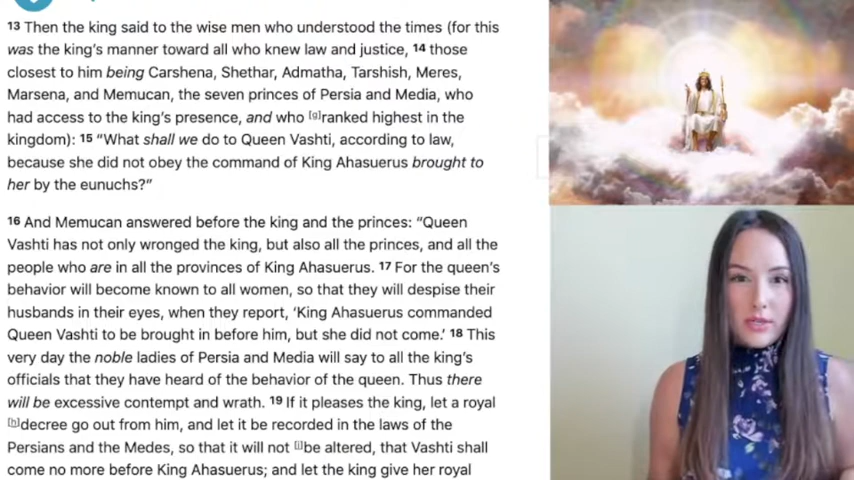 13 Then the king said to the wise men who understood the times (for this
was the king’s manner toward all who knew law and justice, 14 those
closest to him being Carshena, Shethar, Admatha, Tarshish, Meres,
Marsena, and Memucan, the seven princes of Persia and Media, who
had access to the king’s presence, and who [g]ranked highest in the
kingdom): 15 “What shall we do to Queen Vashti, according to law,
because she did not obey the command of King Ahasuerus brought to
her by the eunuchs?”
16 And Memucan answered before the king and the princes: “Queen
Vashti has not only wronged the king, but also all the princes, and all the
people who are in all the provinces of King Ahasuerus. 17 For the queen’s
behavior will become known to all women, so that they will despise their
husbands in their eyes, when they report, ‘King Ahasuerus commanded
Queen Vashti to be brought in before him, but she did not come.’ 18 This
very day the noble ladies of Persia and Media will say to all the king’s
officials that they have heard of the behavior of the queen. Thus there
will be excessive contempt and wrath. 19 If it pleases the king, let a royal
[h]decree go out from him, and let it be recorded in the laws of the
Persians and the Medes, so that it will not [i]be altered, that Vashti shall
come no more before King Ahasuerus; and let the king give her royal